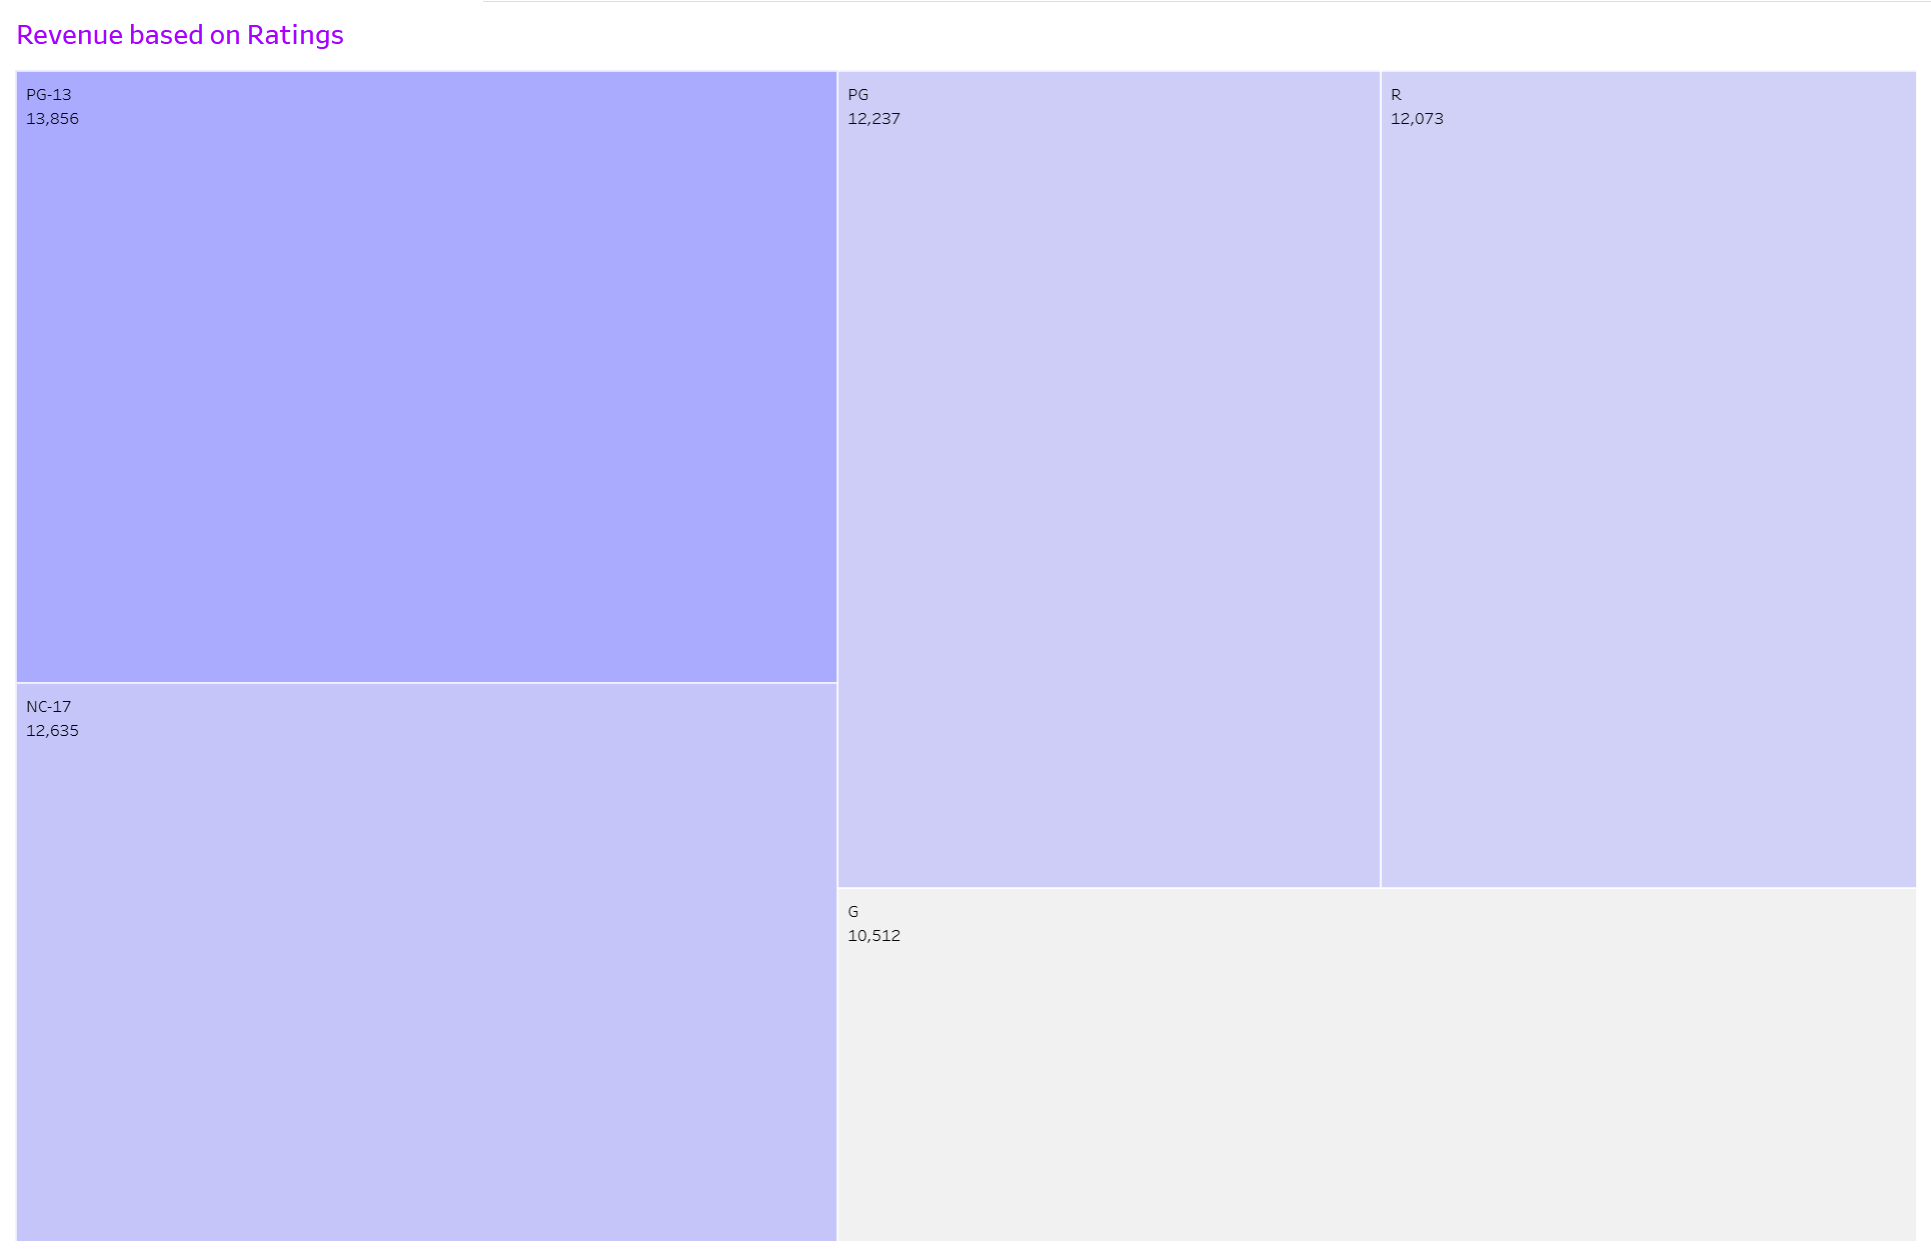 Revenue based on Ratings
PG-13
13,856
PG
12,237
R
12,073
NC-17
12,635
G
10,512